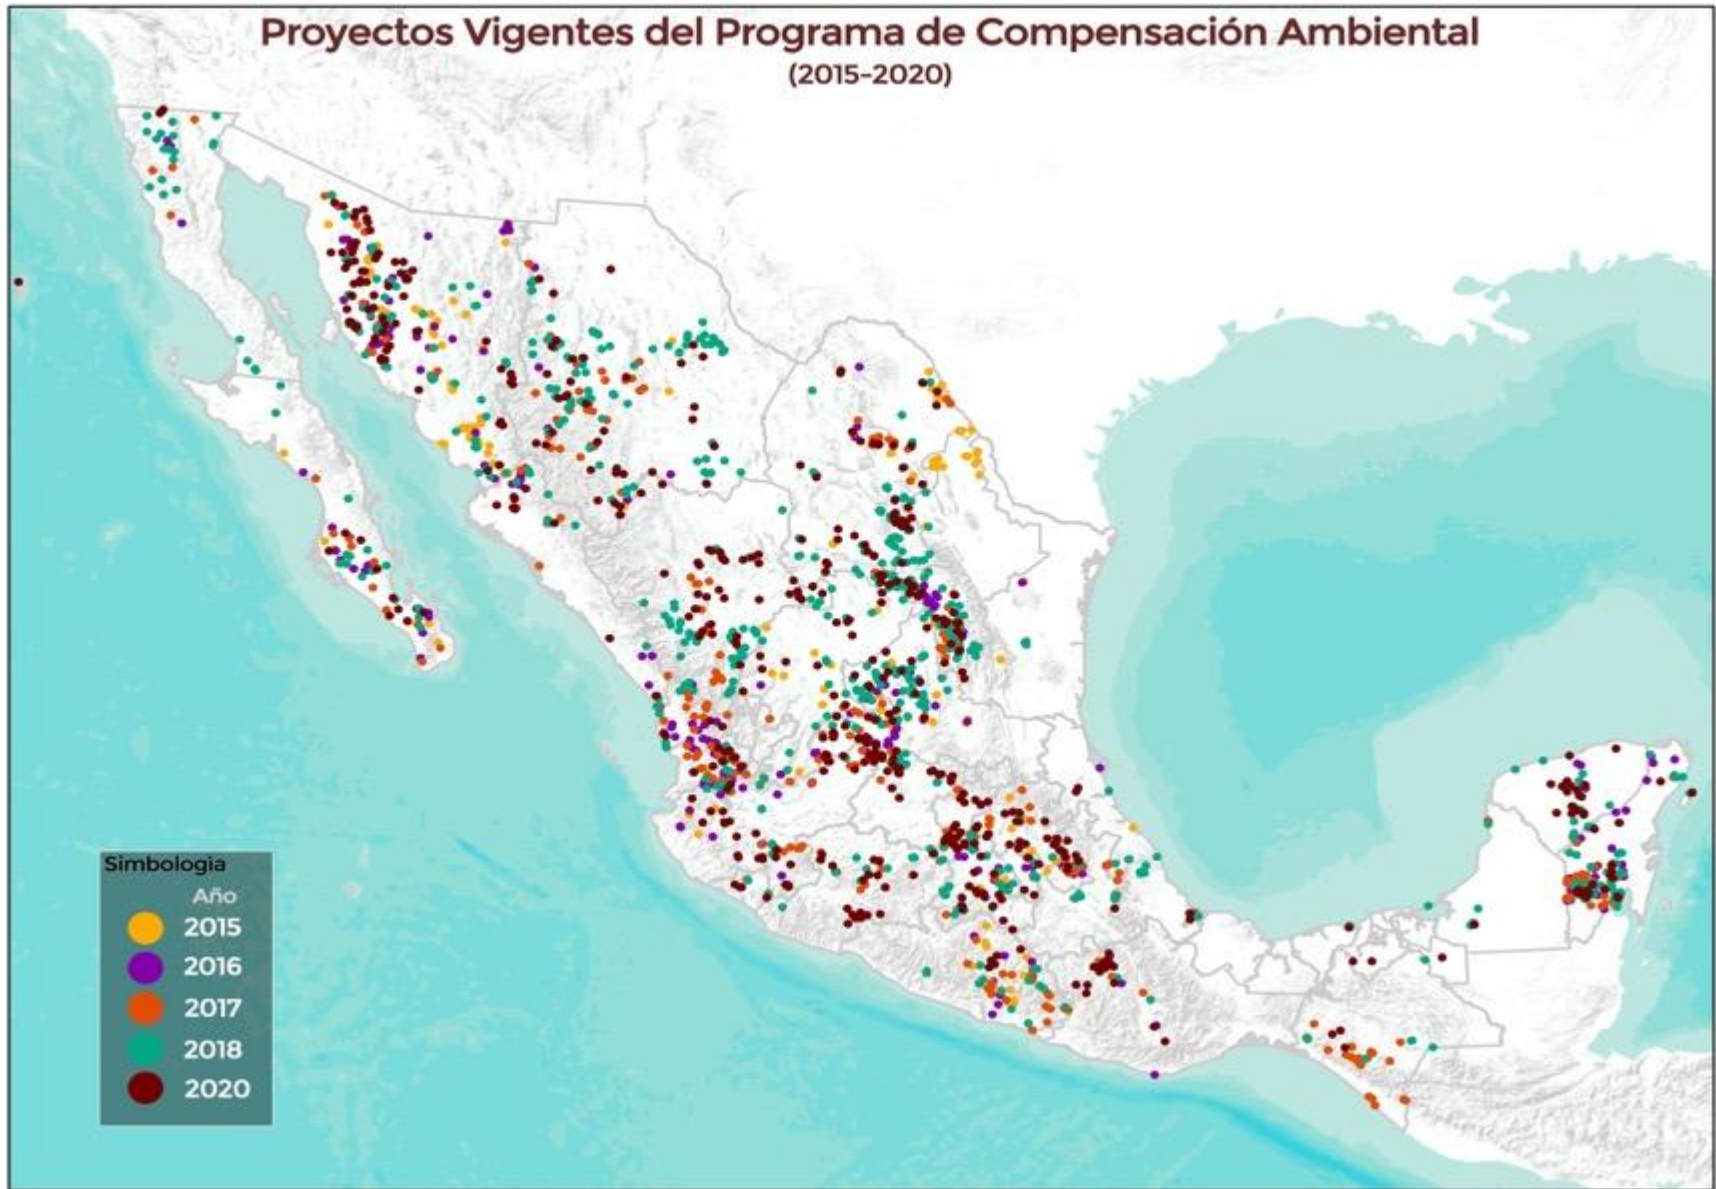 Proyectos Vigentes del Programa de Compensación Ambiental
(2015-2020)
Simbología
Año
2015
2016
2017
2018
2020